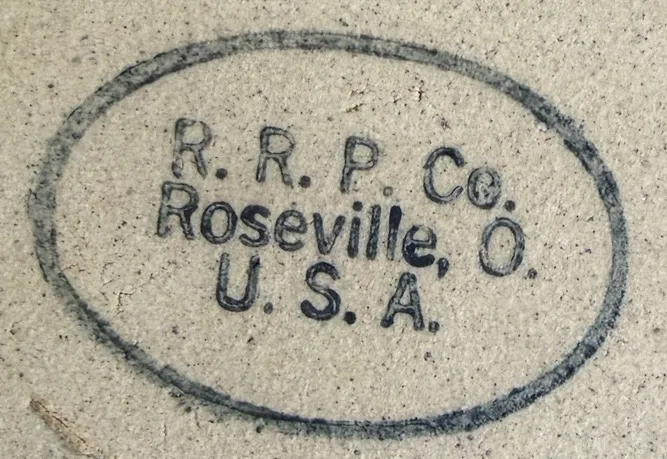 R. R. P. Co.
Roseville, O.
U. S. A.